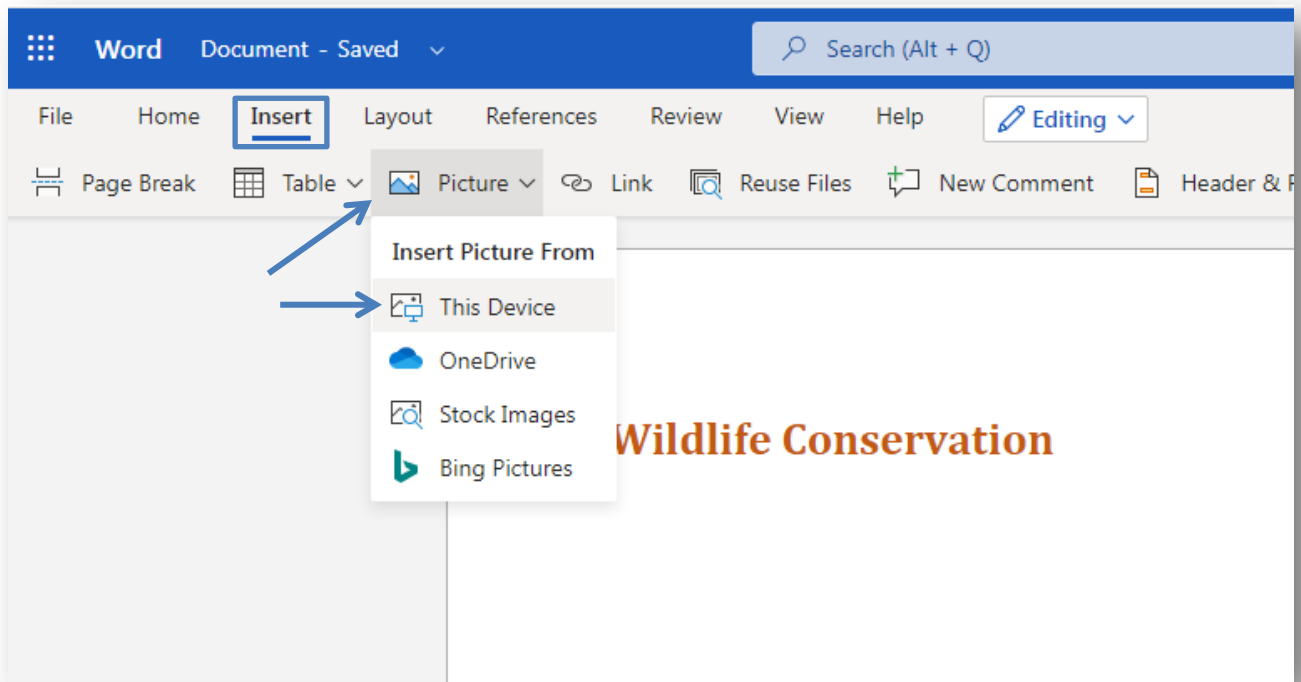 Word Document - Saved Search (Alt + Q)
File Home Insert Layout References Review View Help Editing
Page Break Table Picture Link Reuse Files New Comment Header &
Insert Picture From
This Device
OneDrive
Stock Images
Wildlife Conservation
Bing Pictures